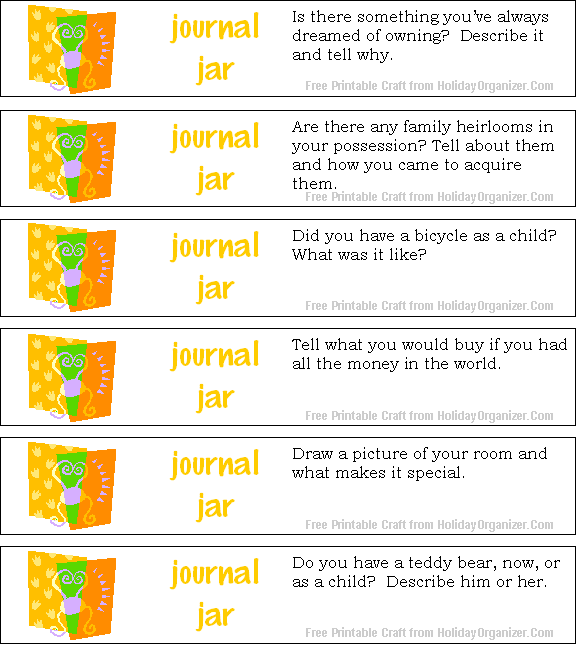 journal
jar
Is there something you've always
dreamed of owning?  Describe it
and tell why.
Free Printable Craft from HolidayOrganizer.Com
journal
jar
Are there any family heirlooms in
your possession? Tell about them
and how you came to acquire
them.
Free Printable Craft from HolidayOrganizer.Com
journal
jar
Did you have a bicycle as a child?
What was it like?
Free Printable Craft from HolidayOrganizer.Com
journal
jar
Tell what you would buy if you had
all the money in the world.
Free Printable Craft from HolidayOrganizer.Com
journal
jar
Draw a picture of your room and
what makes it special.
Free Printable Craft from HolidayOrganizer.Com
journal
jar
Do you have a teddy bear, now, or
as a child?  Describe him or her.
Free Printable Craft from HolidayOrganizer.Com